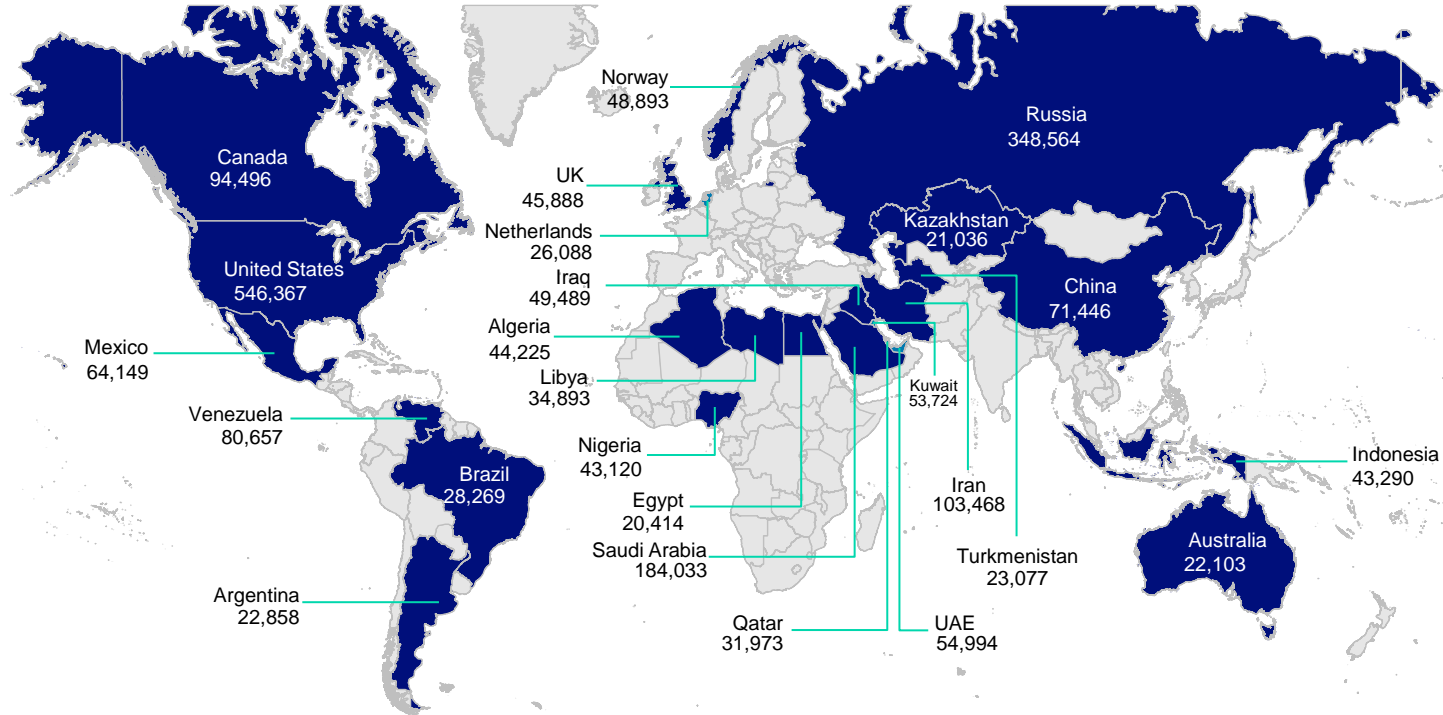 Norway
48,893
Russia
348,564
Canada
94,496
UK
45,888
Kazakhstan
21,036
Netherlands
26,088
United States
546,367
Iraq
49,489
China
71,446
Algeria
44,225
Mexico
64,149
Libya
34,893
Kuwait
53,724
Venezuela
80,657
Nigeria
43,120
Indonesia
43,290
Brazil
28,269
Iran
103,468
Egypt
20,414
Saudi Arabia
184,033
Turkmenistan
23,077
Australia
22,103
Argentina
22,858
Qatar
31,973
UAE
54,994